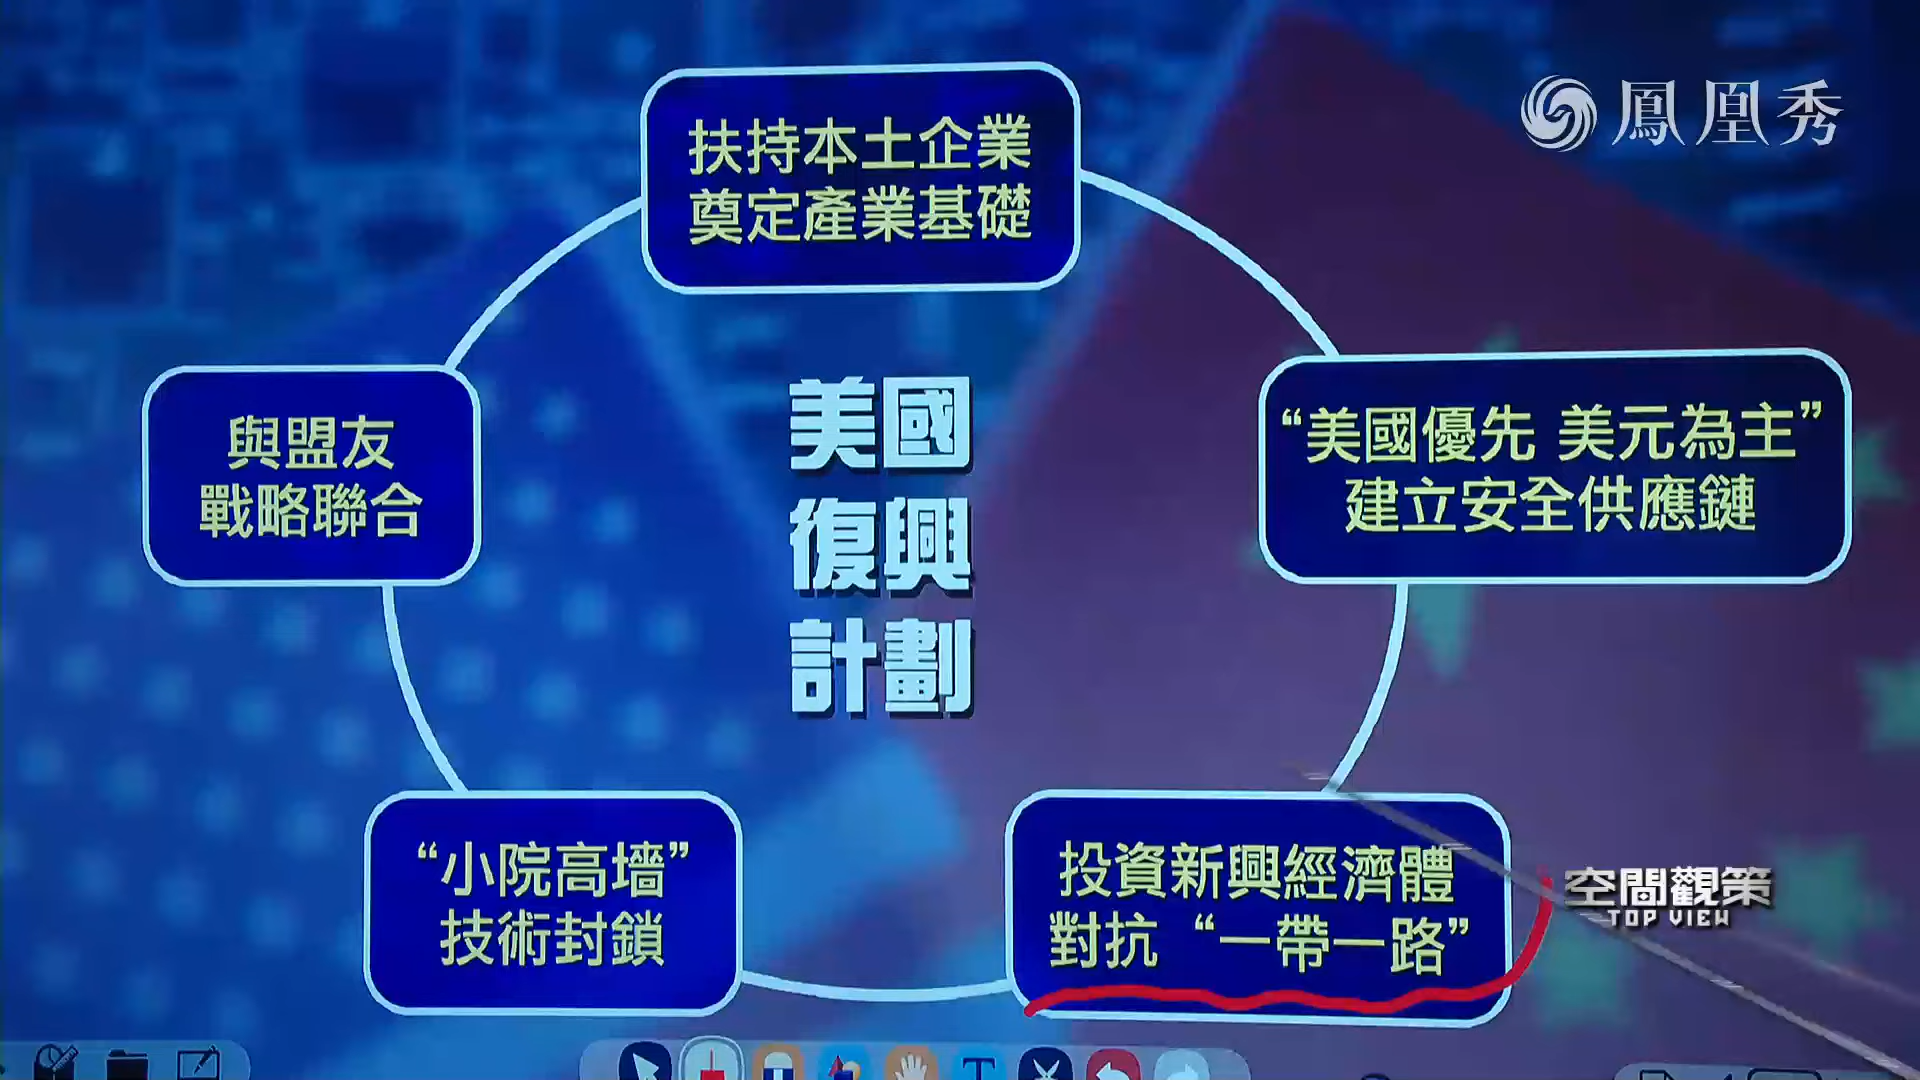 鳳凰秀
扶持本土企業
奠定產業基礎
與盟友
戰略聯合
美國
復興
計劃
“美國優先 美元為主”
建立安全供應鏈
“小院高墻”
技術封鎖
投資新興經濟體
對抗 “一帶一路”
空間觀策
TOP VIEW
T